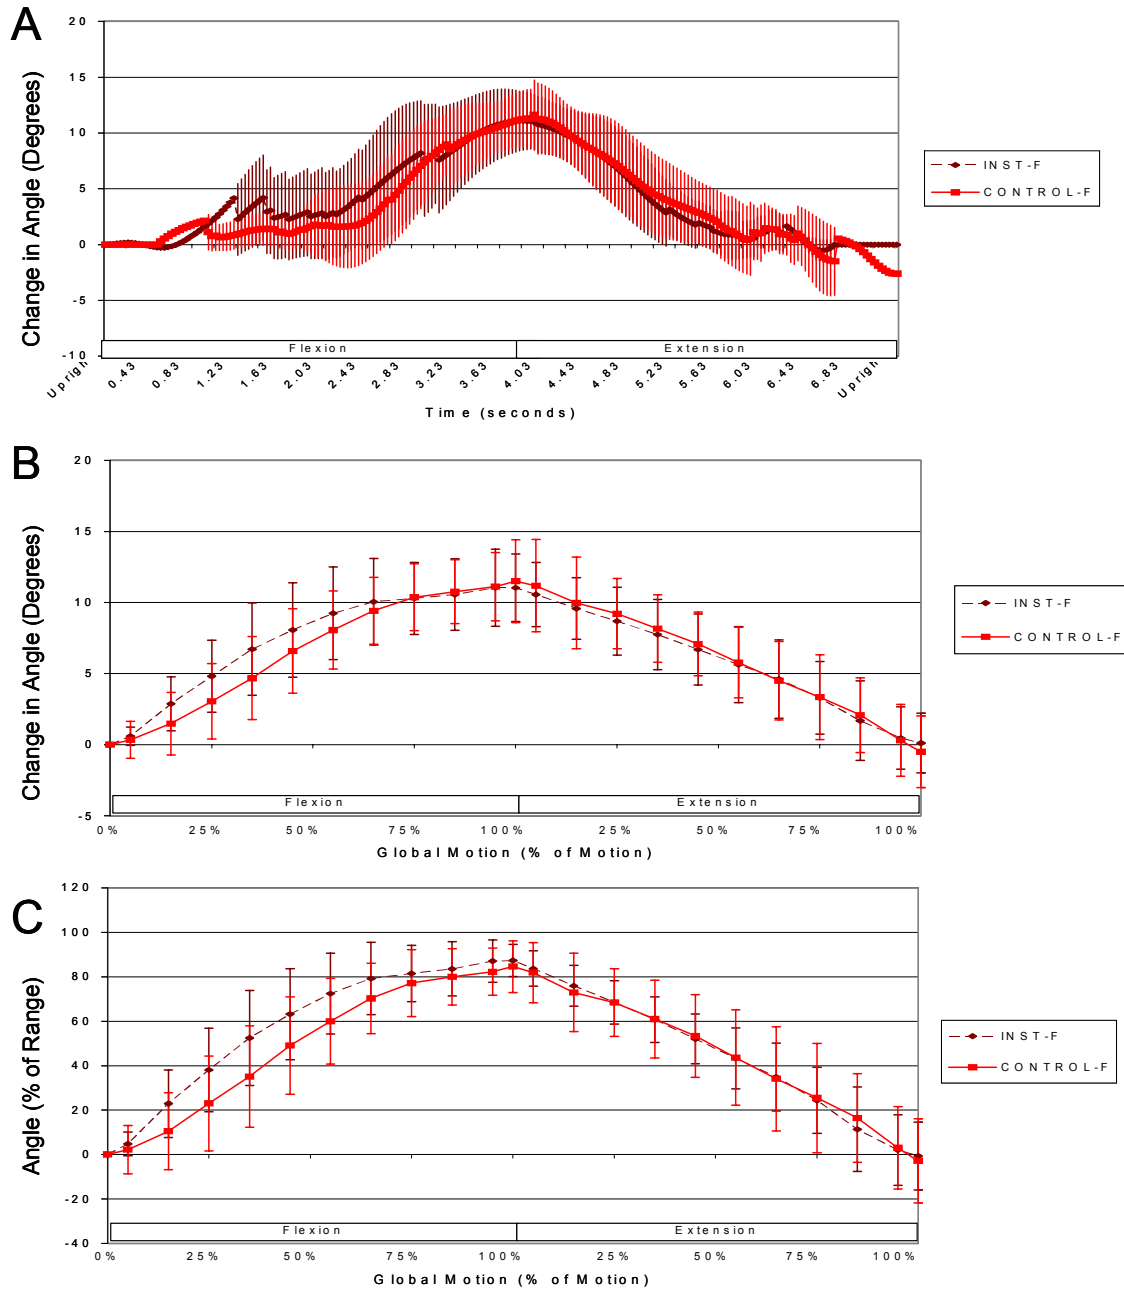 A
Change in Angle (Degrees)
20
15
10
5
0
-5
-10
Flexion Extension
Uprigh 0.43 0.83 1.23 1.63 2.03 2.43 2.83 3.23 3.63 4.03 4.43 4.83 5.23 5.63 6.03 6.43 6.83 Uprigh
Time (seconds)
INST-F
CONTROL-F
B
Change in Angle (Degrees)
20
15
10
5
0
-5
Flexion Extension
0% 25% 50% 75% 100% 25% 50% 75% 100%
Global Motion (% of Motion)
INST-F
CONTROL-F
C
Angle (% of Range)
120
100
80
60
40
20
0
-20
-40
Flexion Extension
0% 25% 50% 75% 100% 25% 50% 75% 100%
Global Motion (% of Motion)
INST-F
CONTROL-F